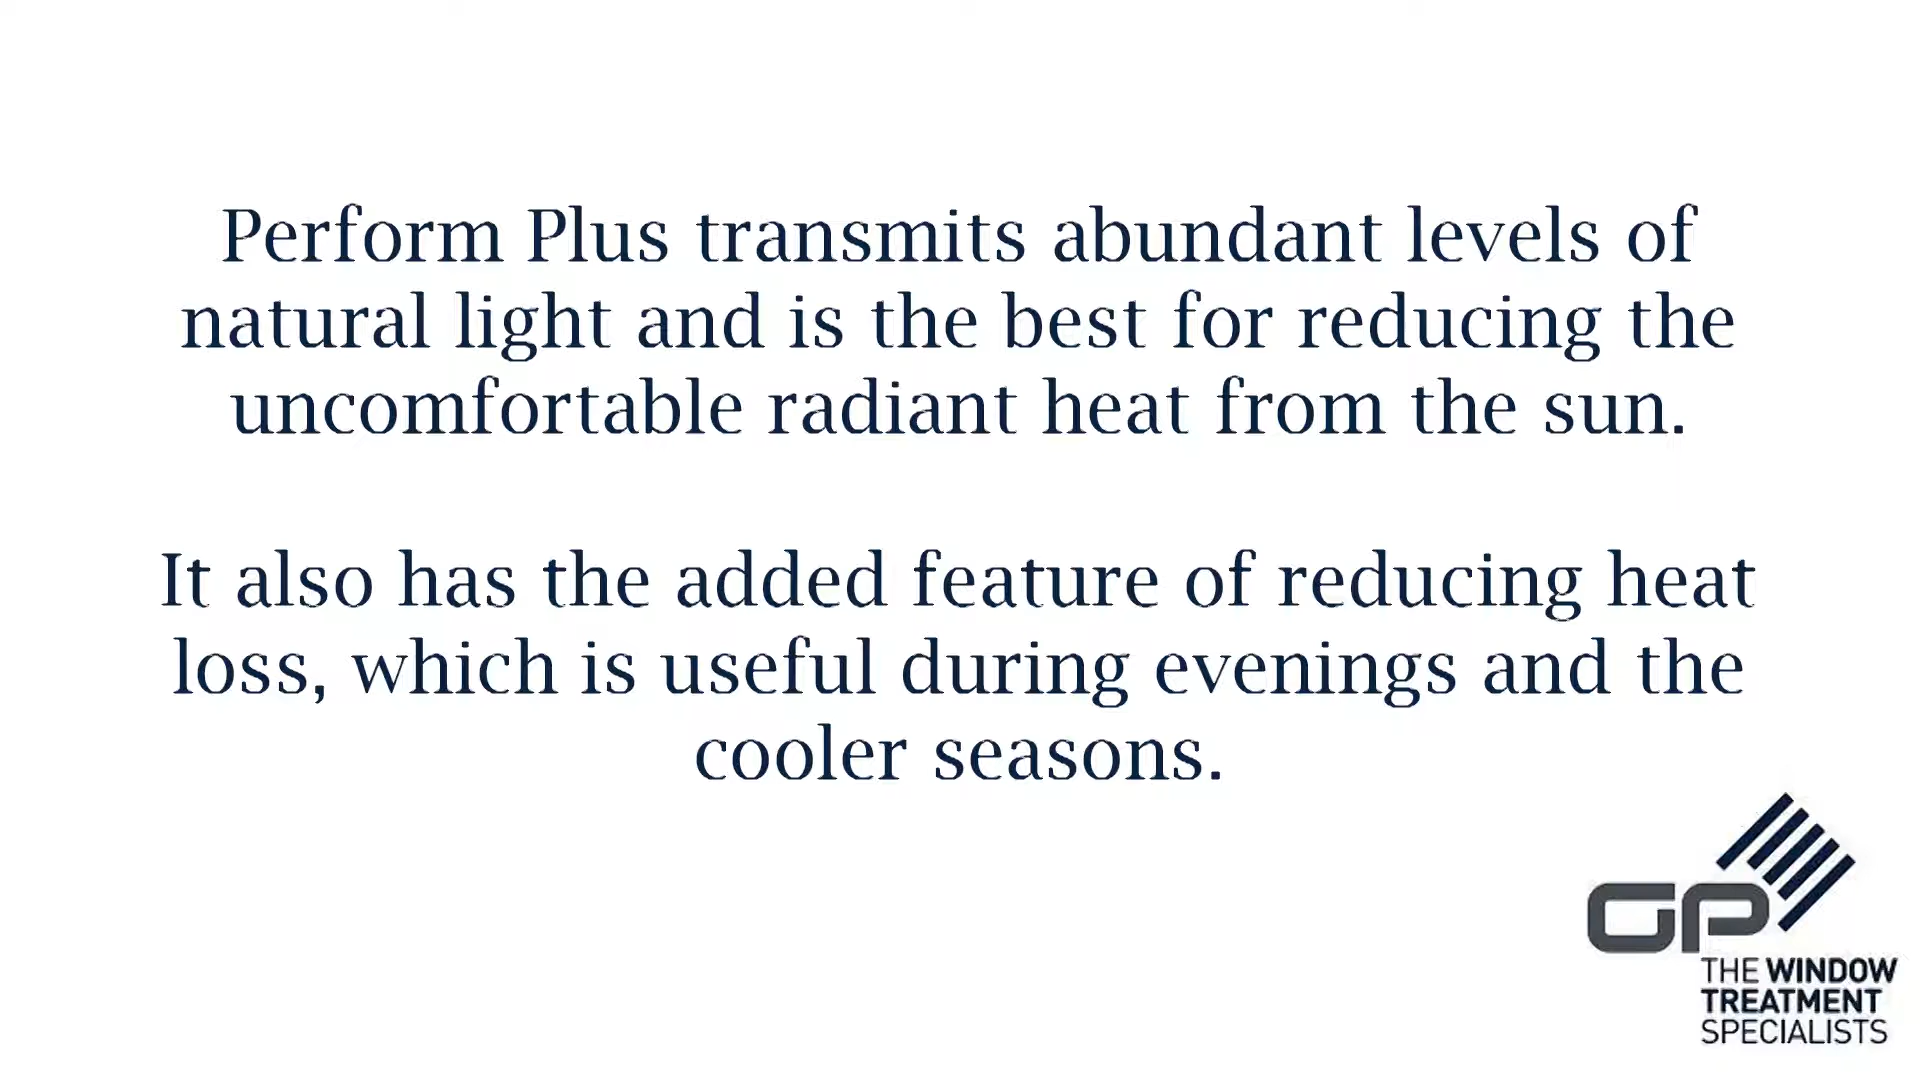 Perform Plus transmits abundant levels of
natural light and is the best for reducing the
uncomfortable radiant heat from the sun.
It also has the added feature of reducing heat
loss, which is useful during evenings and the
cooler seasons.
GP
THE WINDOW
TREATMENT
SPECIALISTS